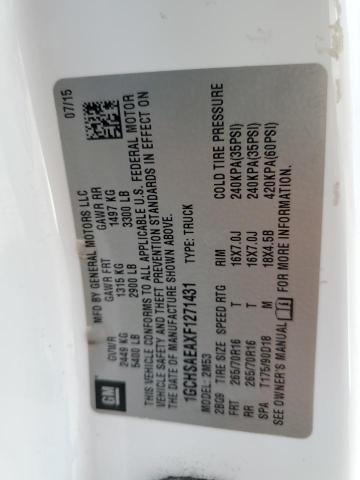 GM
MFD BY GENERAL MOTORS LLC
07/15
GVWR GAWR FRT GAWR RR
2449 KG 1315 KG 1497 KG
5400 LB 2900 LB 3300 LB
THIS VEHICLE CONFORMS TO ALL APPLICABLE U.S. FEDERAL MOTOR
VEHICLE SAFETY AND THEFT PREVENTION STANDARDS IN EFFECT ON
THE DATE OF MANUFACTURE SHOWN ABOVE.
1GCHSAEAXF1271431 TYPE: TRUCK
MODEL: 2M53
2BG9 TIRE SIZE SPEED RTG RIM COLD TIRE PRESSURE
FRT 265/70R16 T 16X7.0J 240KPA(35PSI)
RR 265/70R16 T 16X7.0J 240KPA(35PSI)
SPA T175/90D18 M 18X4.5B 420KPA(60PSI)
SEE OWNER'S MANUAL FOR MORE INFORMATION.